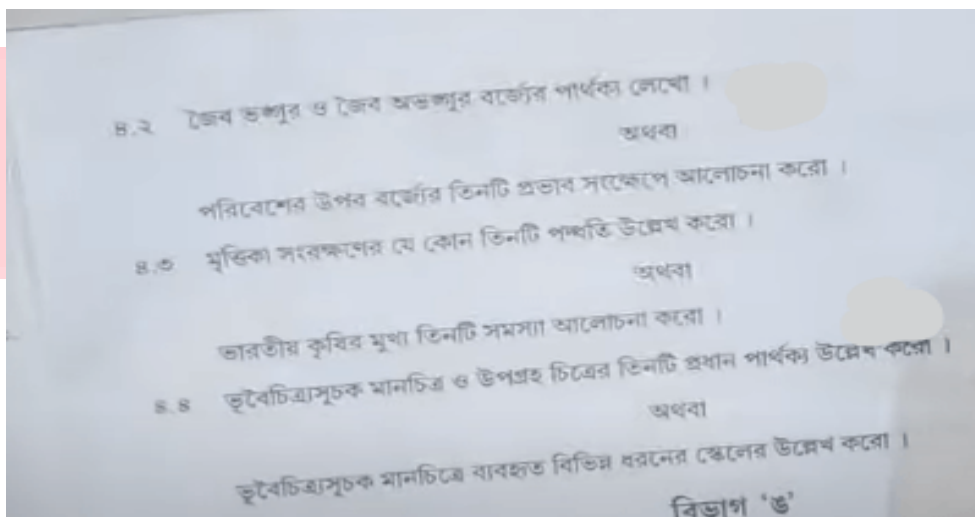 ৪.২ জৈব ভঙ্গুর ও জৈব অভঙ্গুর বর্জ্যের পার্থক্য লেখো ।
অথবা
পরিবেশের উপর বর্জ্যের তিনটি প্রভাব সংক্ষেপে আলোচনা করো ।
৪.৩ মৃত্তিকা সংরক্ষণের যে কোন তিনটি পদ্ধতি উল্লেখ করো ।
অথবা
ভারতীয় কৃষির মুখ্য তিনটি সমস্যা আলোচনা করো ।
৪.৪ ভূবৈচিত্র্যসূচক মানচিত্র ও উপগ্রহ চিত্রের তিনটি প্রধান পার্থক্য উল্লেখ করো ।
অথবা
ভূবৈচিত্র্যসূচক মানচিত্রে ব্যবহৃত বিভিন্ন ধরনের স্কেলের উল্লেখ করো ।
বিভাগ ‘ঙ’